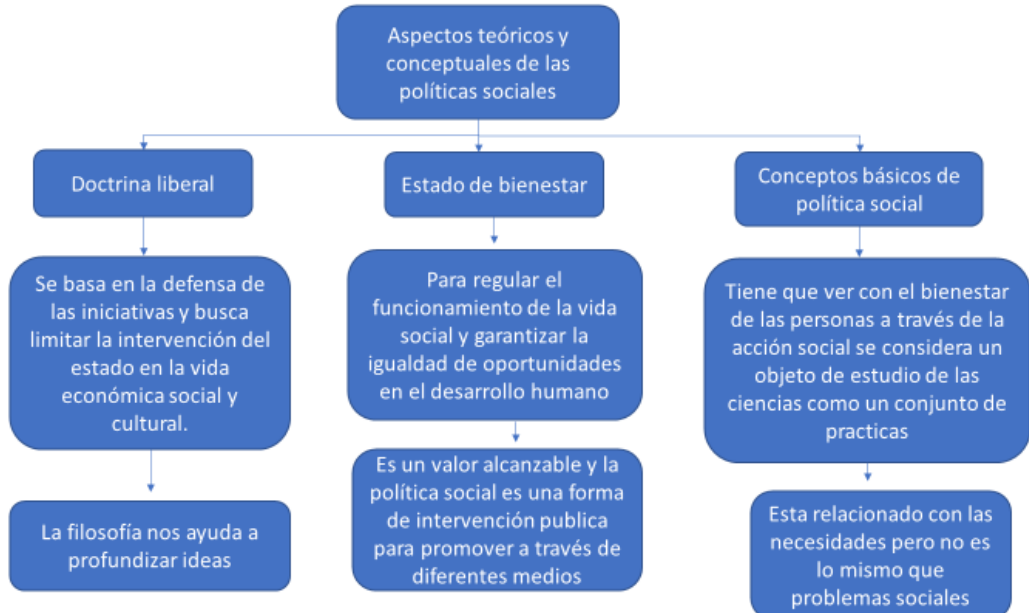 Aspectos teóricos y
conceptuales de las
políticas sociales
Doctrina liberal
Estado de bienestar
Conceptos básicos de
política social
Se basa en la defensa de
las iniciativas y busca
limitar la intervención del
estado en la vida
económica social y
cultural.
Para regular el
funcionamiento de la vida
social y garantizar la
igualdad de oportunidades
en el desarrollo humano
Tiene que ver con el bienestar
de las personas a través de la
acción social se considera un
objeto de estudio de las
ciencias como un conjunto de
practicas
La filosofía nos ayuda a
profundizar ideas
Es un valor alcanzable y la
política social es una forma
de intervención publica
para promover a través de
diferentes medios
Esta relacionado con las
necesidades pero no es
lo mismo que
problemas sociales